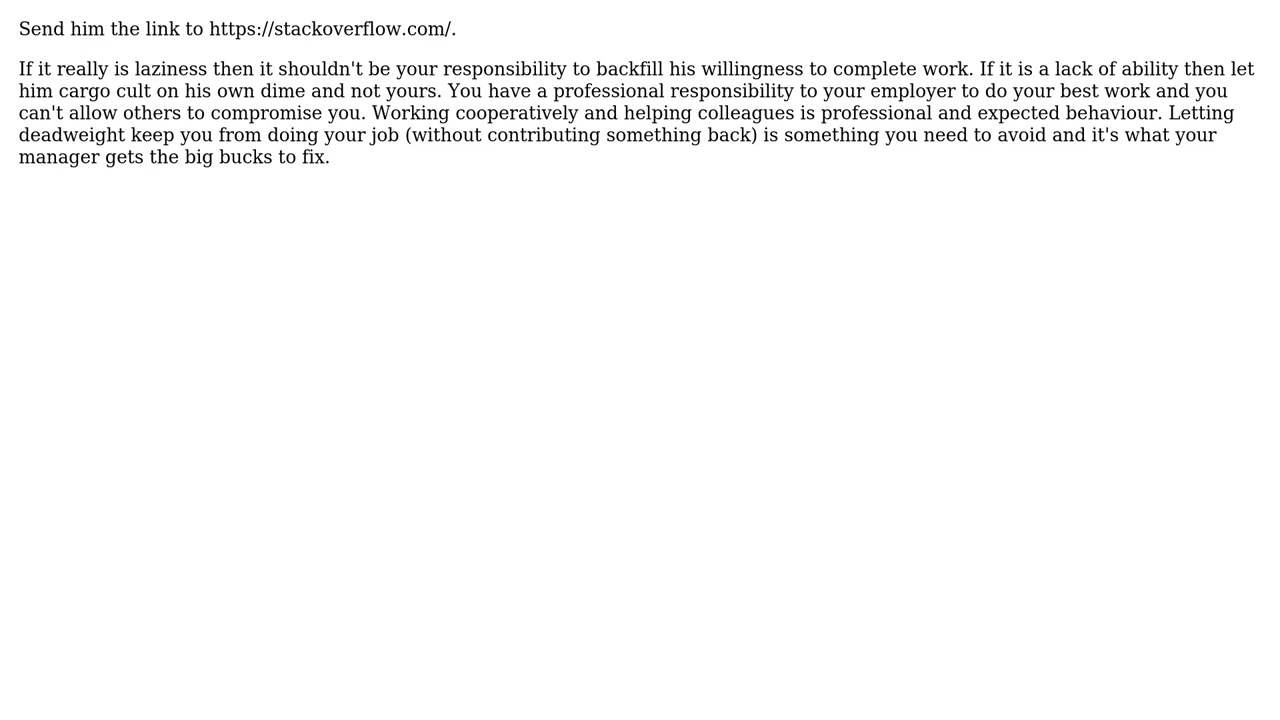 Send him the link to https://stackoverflow.com/.
If it really is laziness then it shouldn't be your responsibility to backfill his willingness to complete work. If it is a lack of ability then let
him cargo cult on his own dime and not yours. You have a professional responsibility to your employer to do your best work and you
can't allow others to compromise you. Working cooperatively and helping colleagues is professional and expected behaviour. Letting
deadweight keep you from doing your job (without contributing something back) is something you need to avoid and it's what your
manager gets the big bucks to fix.